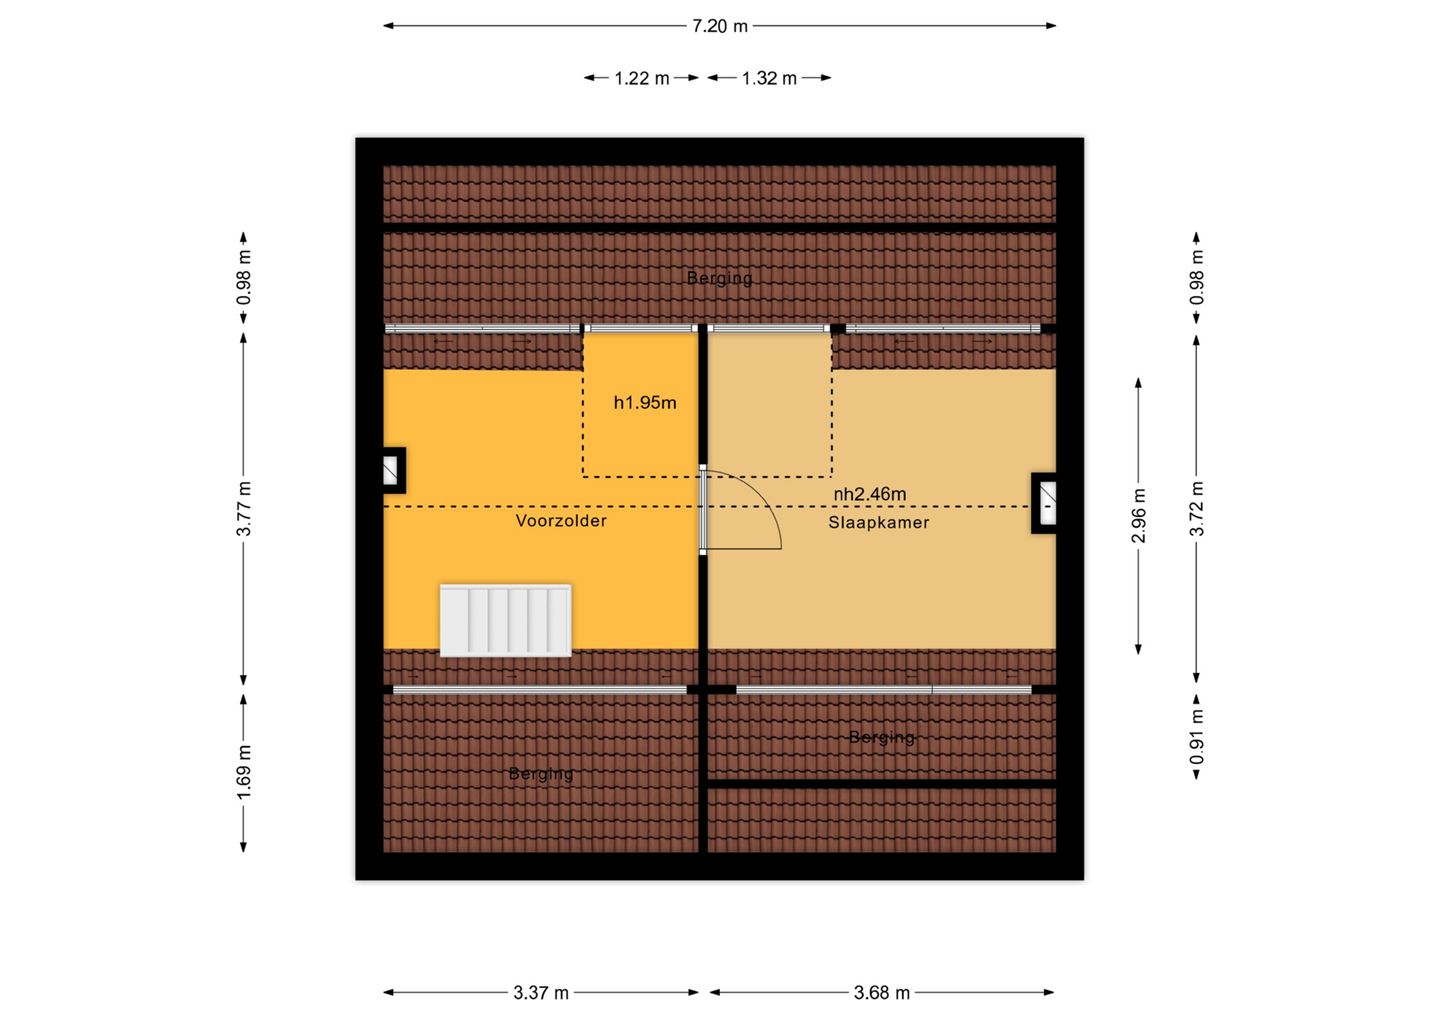 7.20 m
1.22 m
1.32 m
0.98 m
Berging
0.98 m
h1.95m
3.77 m
Voorzolder
nh2.46m
Slaapkamer
2.96 m
3.72 m
1.69 m
Berging
Berging
0.91 m
3.37 m
3.68 m